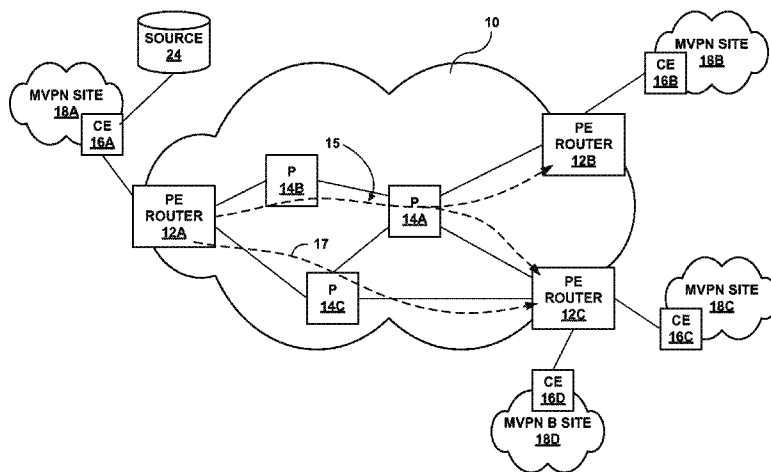 SOURCE
24
10
MVPN SITE
18B
CE
16B
MVPN SITE
18A
CE
16A
15
PE
ROUTER
12B
P
14B
P
14A
PE
ROUTER
12A
17
P
14C
PE
ROUTER
12C
MVPN SITE
18C
CE
16C
CE
16D
MVPN B SITE
18D